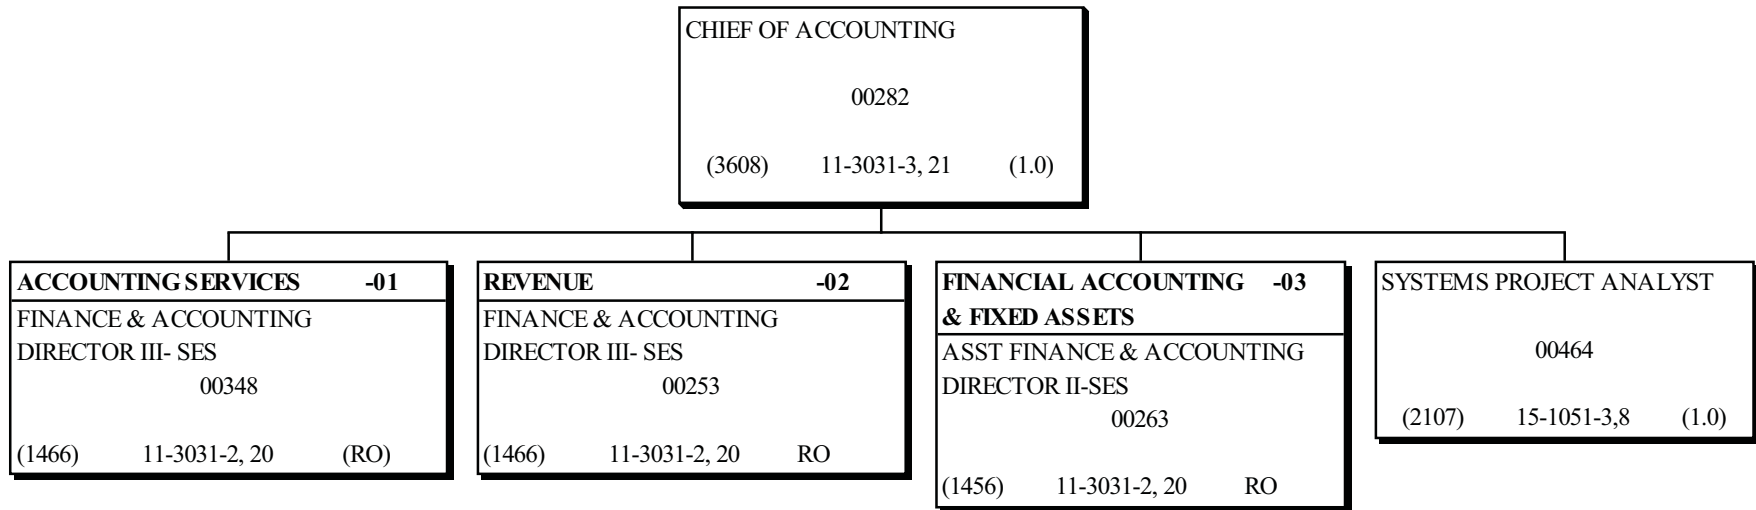 CHIEF OF ACCOUNTING
00282
(3608) 11-3031-3, 21 (1.0)
ACCOUNTING SERVICES -01
FINANCE & ACCOUNTING
DIRECTOR III- SES
00348
(1466) 11-3031-2, 20 (RO)
REVENUE -02
FINANCE & ACCOUNTING
DIRECTOR III- SES
00253
(1466) 11-3031-2, 20 RO
FINANCIAL ACCOUNTING -03
& FIXED ASSETS
ASST FINANCE & ACCOUNTING
DIRECTOR II-SES
00263
(1456) 11-3031-2, 20 RO
SYSTEMS PROJECT ANALYST
00464
(2107) 15-1051-3,8 (1.0)